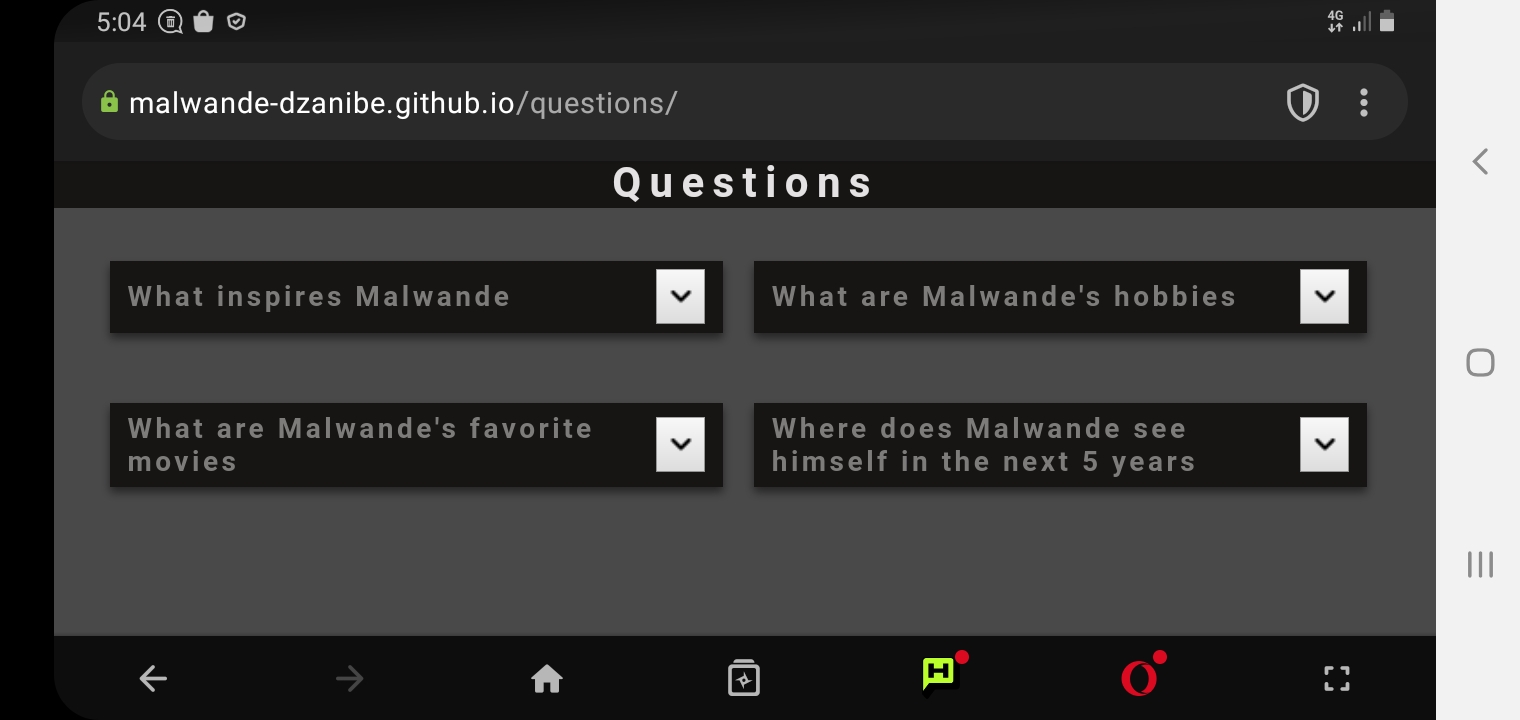 5:04
4G
malwande-dzanibe.github.io/questions/
Questions
What inspires Malwande
What are Malwande's hobbies
What are Malwande's favorite
movies
Where does Malwande see
himself in the next 5 years